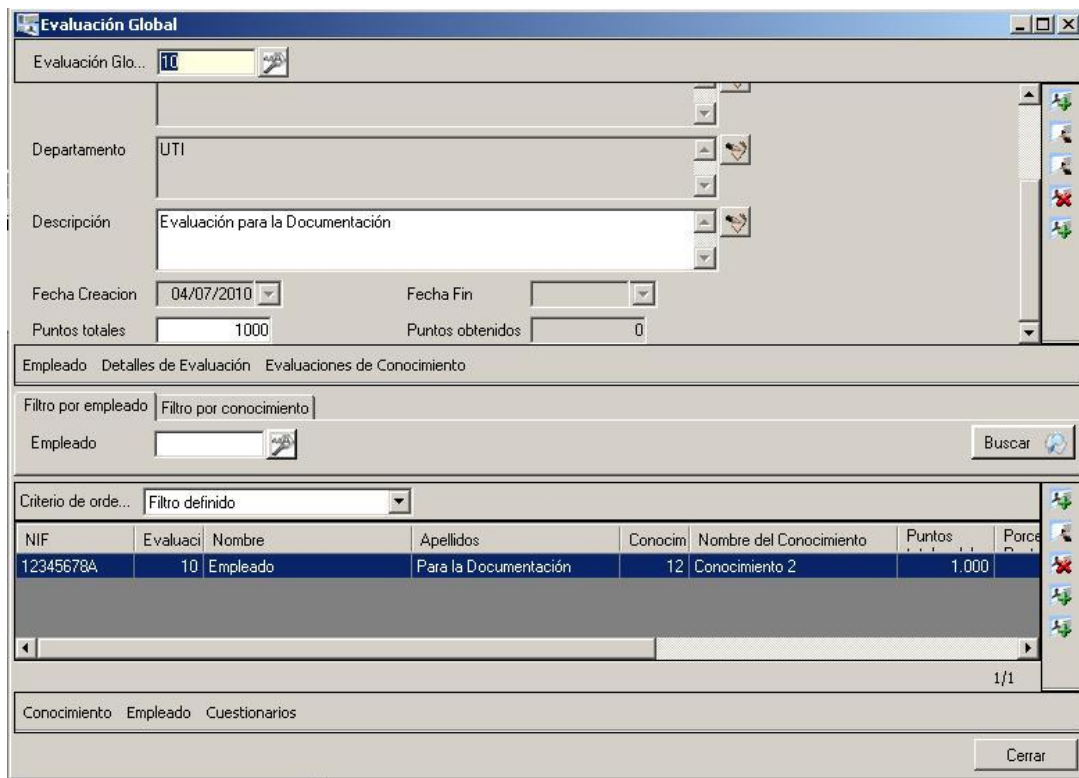 Evaluación Global
Evaluación Glo... 10
Departamento UTI
Descripción Evaluación para la Documentación
Fecha Creacion 04/07/2010 Fecha Fin
Puntos totales 1000 Puntos obtenidos 0
Empleado Detalles de Evaluación Evaluaciones de Conocimiento
Filtro por empleado Filtro por conocimiento
Empleado Buscar
Criterio de orde... Filtro definido
NIF Evaluaci Nombre Apellidos Conocim Nombre del Conocimiento Puntos Porce
12345678A 10 Empleado Para la Documentación 12 Conocimiento 2 1.000
1/1
Conocimiento Empleado Cuestionarios
Cerrar